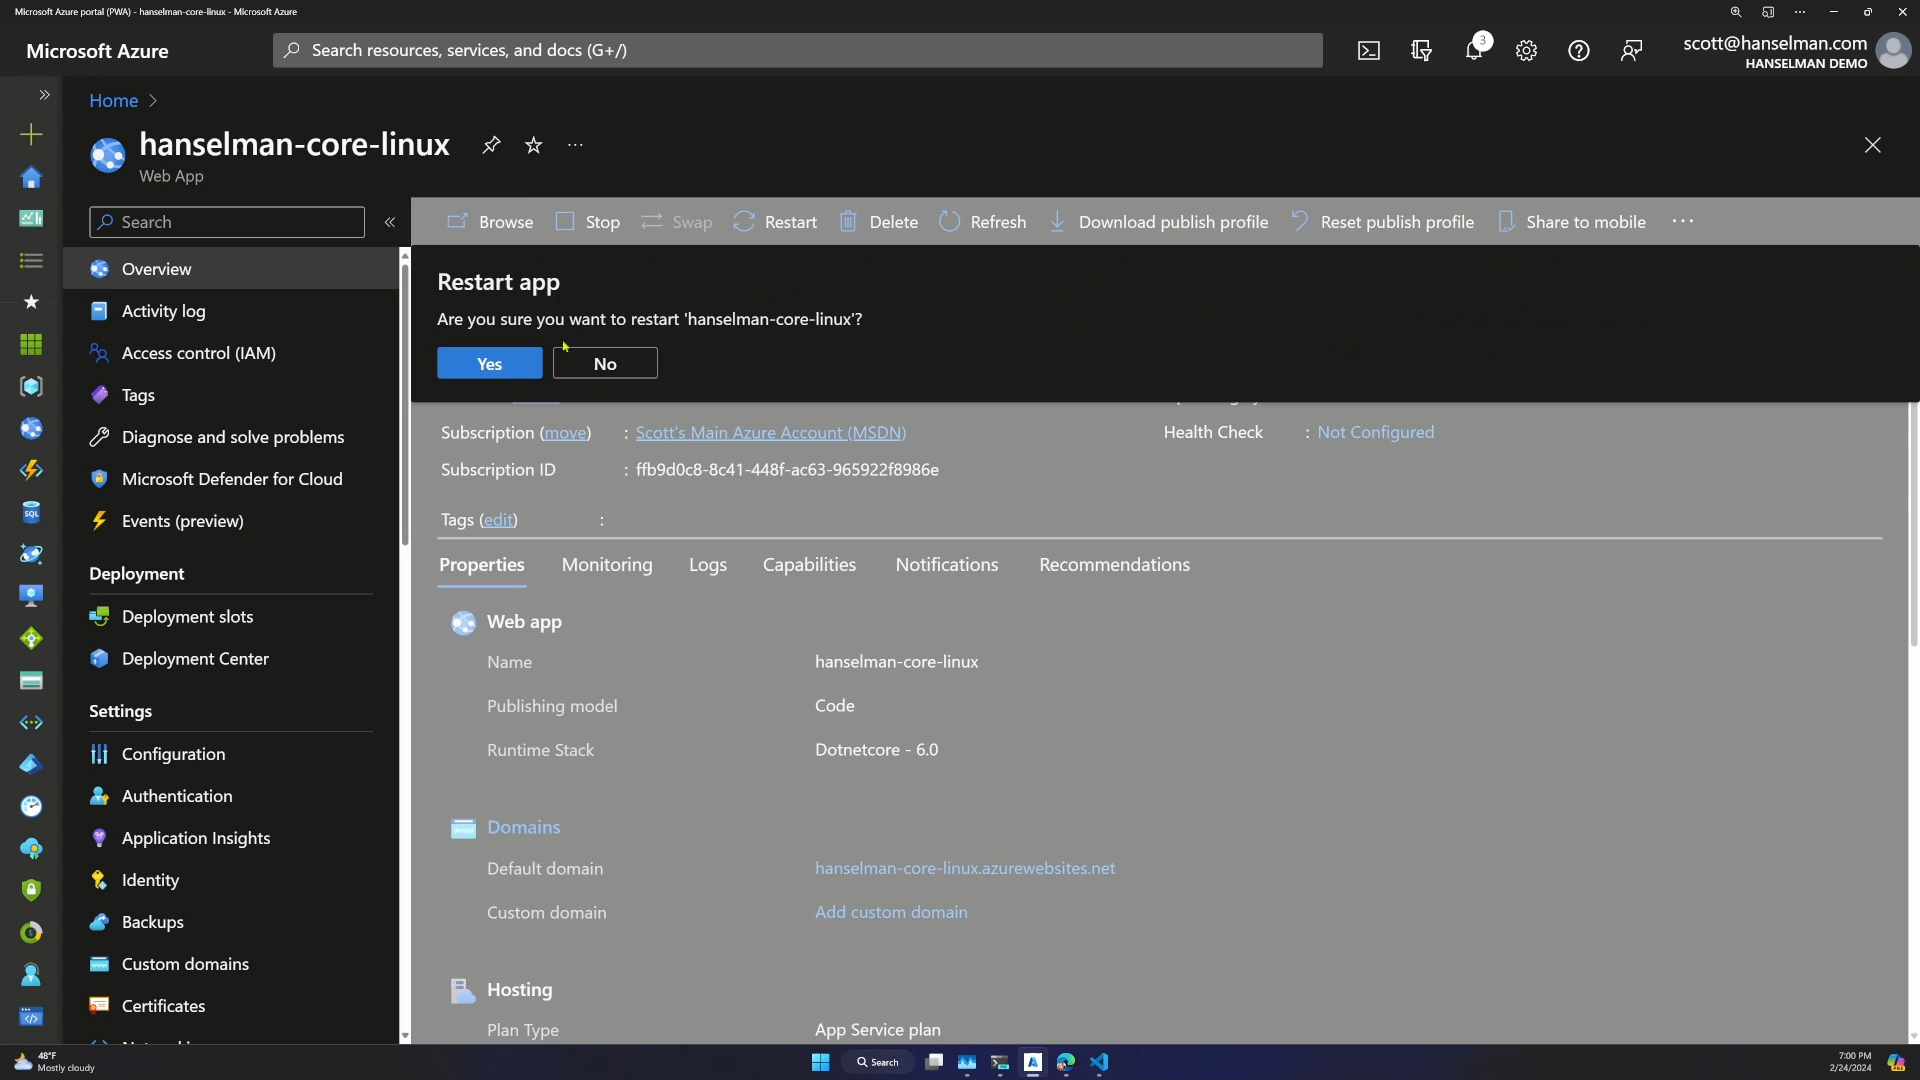 Microsoft Azure portal (PWA) - hanselman-core-linux - Microsoft Azure
Microsoft Azure
Search resources, services, and docs (G+/)
3
scott@hanselman.com
HANSELMAN DEMO
Home
hanselman-core-linux
Web App
Search
Browse Stop Swap Restart Delete Refresh Download publish profile Reset publish profile Share to mobile
Overview
Activity log
Access control (IAM)
Tags
Diagnose and solve problems
Microsoft Defender for Cloud
Events (preview)
Deployment
Deployment slots
Deployment Center
Settings
Configuration
Authentication
Application Insights
Identity
Backups
Custom domains
Certificates
Restart app
Are you sure you want to restart 'hanselman-core-linux'?
Yes No
Subscription (move) : Scott's Main Azure Account (MSDN)
Health Check : Not Configured
Subscription ID : ffb9d0c8-8c41-448f-ac63-965922f8986e
Tags (edit) :
Properties Monitoring Logs Capabilities Notifications Recommendations
Web app
Name hanselman-core-linux
Publishing model Code
Runtime Stack Dotnetcore - 6.0
Domains
Default domain hanselman-core-linux.azurewebsites.net
Custom domain Add custom domain
Hosting
Plan Type App Service plan
48°F
Mostly cloudy
Search
7:00 PM
2/24/2024